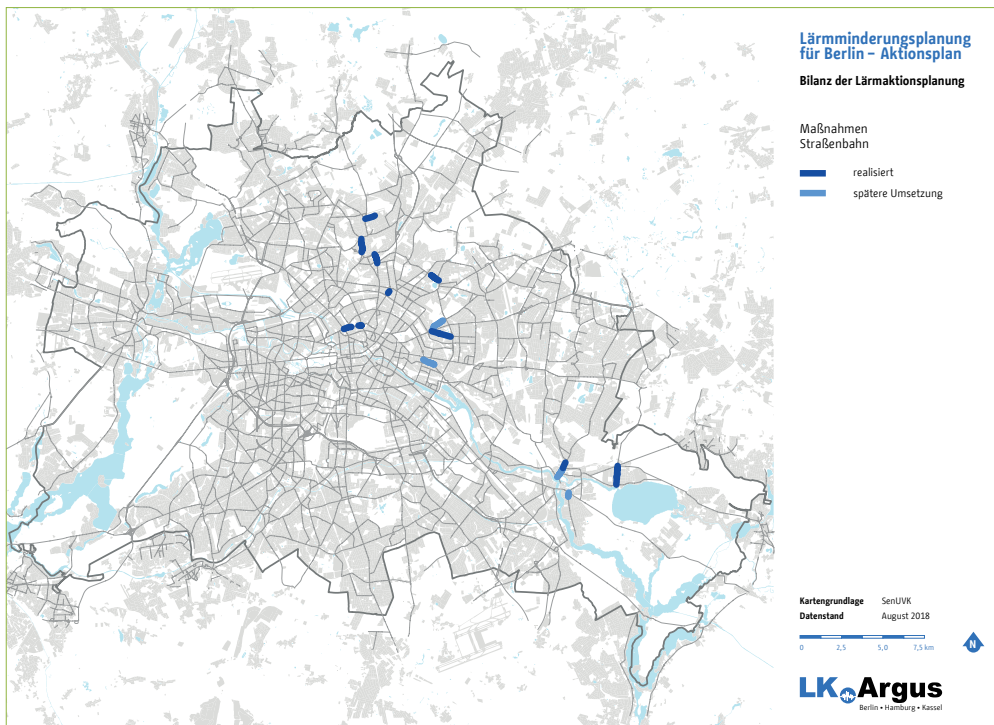 Lärmminderungsplanung
für Berlin – Aktionsplan
Bilanz der Lärmaktionsplanung
Maßnahmen
Straßenbahn
realisiert
spätere Umsetzung
Kartengrundlage SenUVK
Datenstand August 2018
0 2,5 5,0 7,5 km
N
LK Argus
Berlin • Hamburg • Kassel